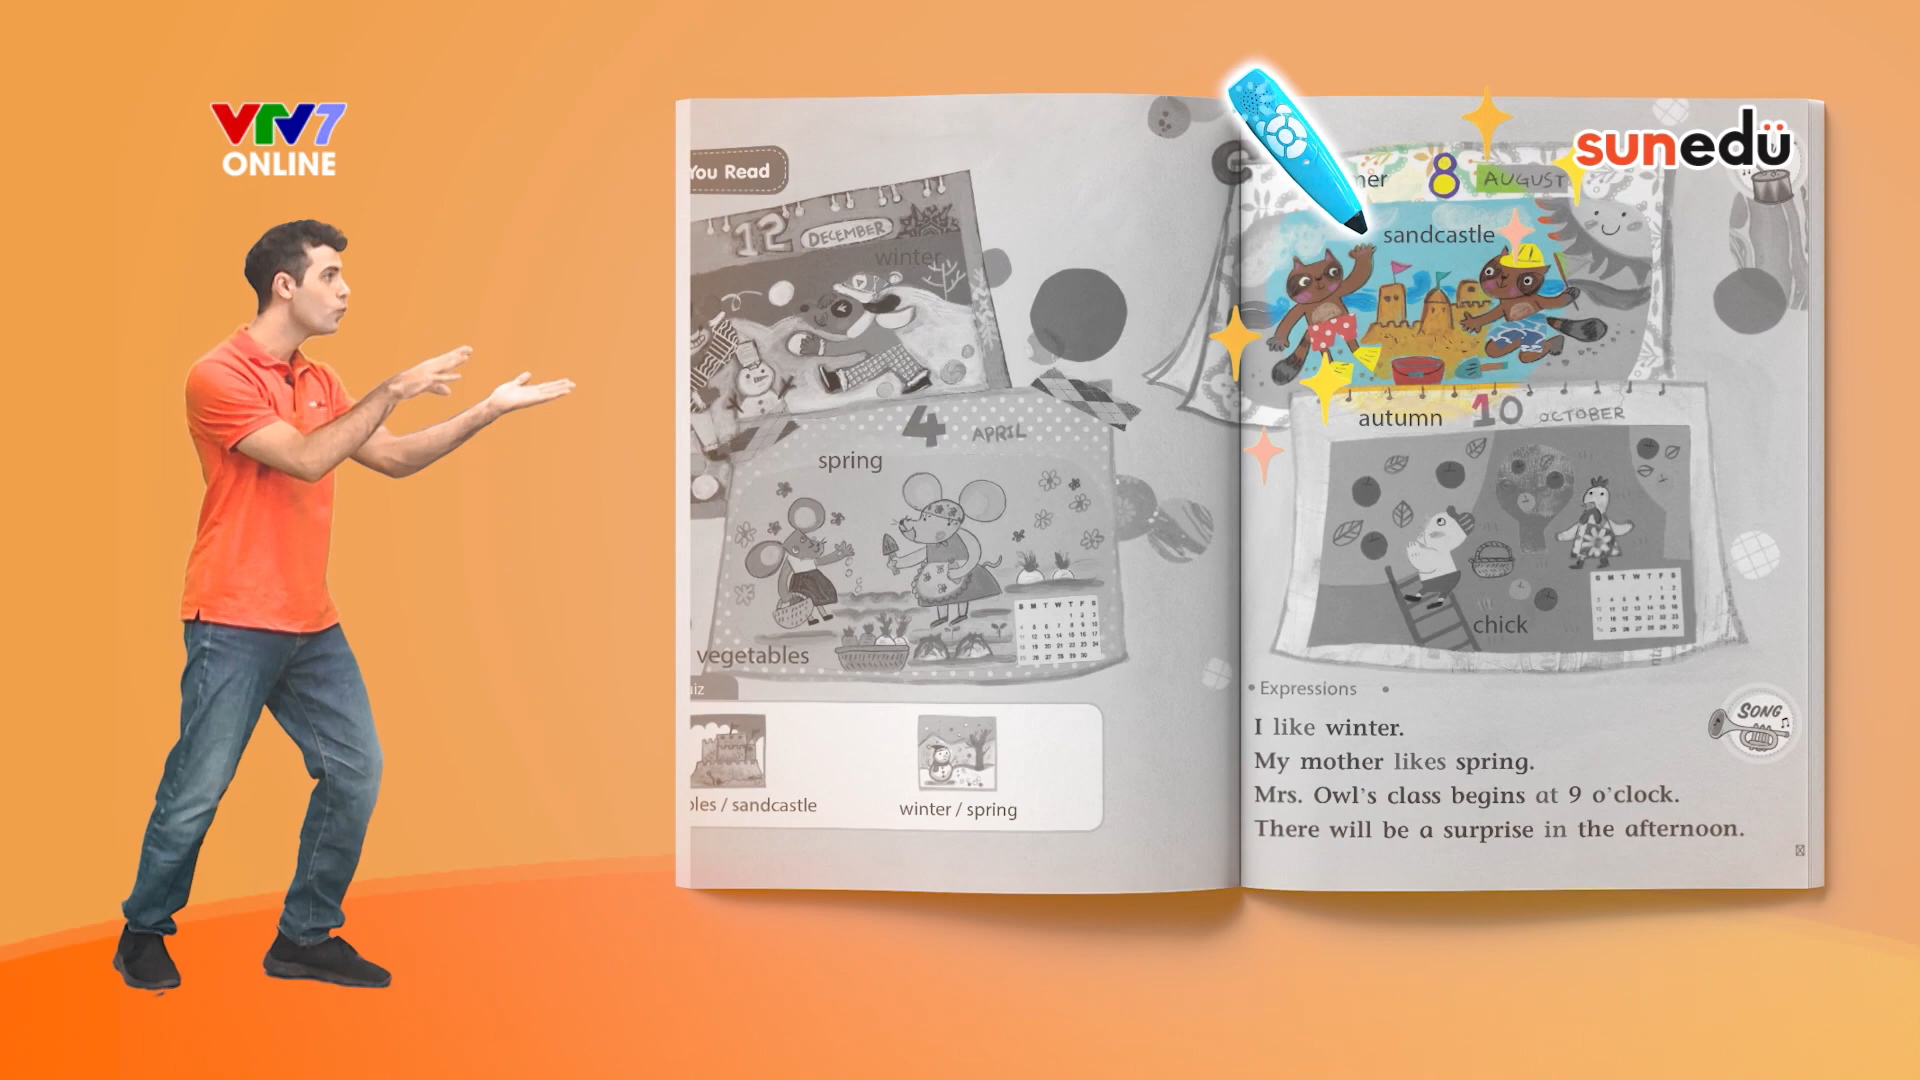 VTV7
ONLINE
sunedu
You Read
12 DECEMBER
winter
4 APRIL
spring
S M T W T F S
vegetables
sandcastle
winter / spring
8 AUGUST
sandcastle
autumn 10 OCTOBER
S M T W T F S
chick
• Expressions •
I like winter.
My mother likes spring.
Mrs. Owl's class begins at 9 o'clock.
There will be a surprise in the afternoon.
SONG